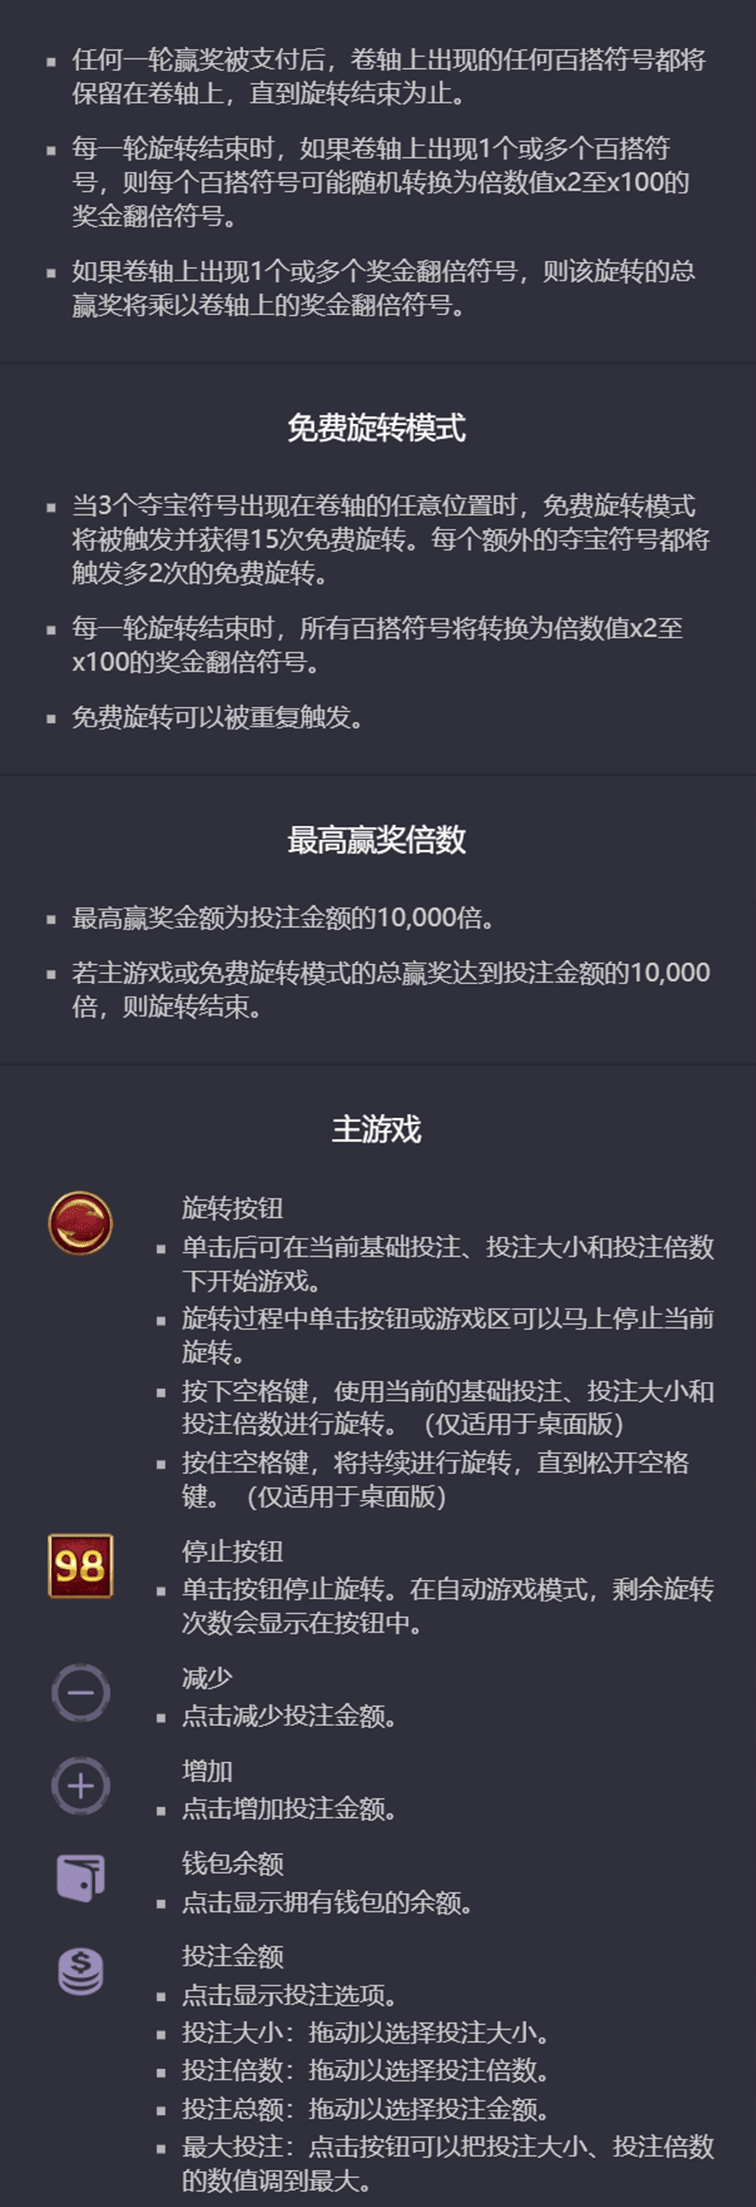 任何一轮赢奖被支付后，卷轴上出现的任何百搭符号都将
保留在卷轴上，直到旋转结束为止。
每一轮旋转结束时，如果卷轴上出现1个或多个百搭符
号，则每个百搭符号可能随机转换为倍数值x2至x100的
奖金翻倍符号。
如果卷轴上出现1个或多个奖金翻倍符号，则该旋转的总
赢奖将乘以卷轴上的奖金翻倍符号。
免费旋转模式
当3个夺宝符号出现在卷轴的任意位置时，免费旋转模式
将被触发并获得15次免费旋转。每个额外的夺宝符号都将
触发多2次的免费旋转。
每一轮旋转结束时，所有百搭符号将转换为倍数值x2至
x100的奖金翻倍符号。
免费旋转可以被重复触发。
最高赢奖倍数
最高赢奖金额为投注金额的10,000倍。
若主游戏或免费旋转模式的总赢奖达到投注金额的10,000
倍，则旋转结束。
主游戏
旋转按钮
单击后可在当前基础投注、投注大小和投注倍数
下开始游戏。
旋转过程中单击按钮或游戏区可以马上停止当前
旋转。
按下空格键，使用当前的基础投注、投注大小和
投注倍数进行旋转。（仅适用于桌面版）
按住空格键，将持续进行旋转，直到松开空格
键。（仅适用于桌面版）
98
停止按钮
单击按钮停止旋转。在自动游戏模式，剩余旋转
次数会显示在按钮中。
减少
点击减少投注金额。
增加
点击增加投注金额。
钱包余额
点击显示拥有钱包的余额。
投注金额
点击显示投注选项。
投注大小：拖动以选择投注大小。
投注倍数：拖动以选择投注倍数。
投注总额：拖动以选择投注金额。
最大投注：点击按钮可以把投注大小、投注倍数
的数值调到最大。